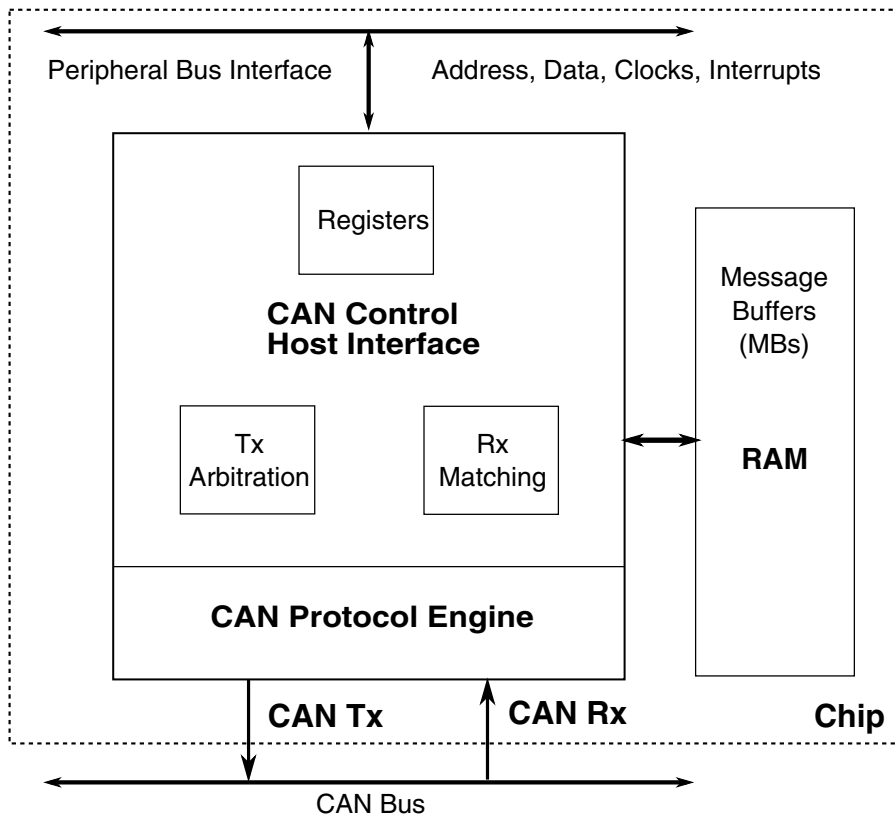 Peripheral Bus Interface
Address, Data, Clocks, Interrupts
Registers
CAN Control
Host Interface
Message
Buffers
(MBs)
Tx
Arbitration
Rx
Matching
RAM
CAN Protocol Engine
CAN Tx
CAN Rx
Chip
CAN Bus